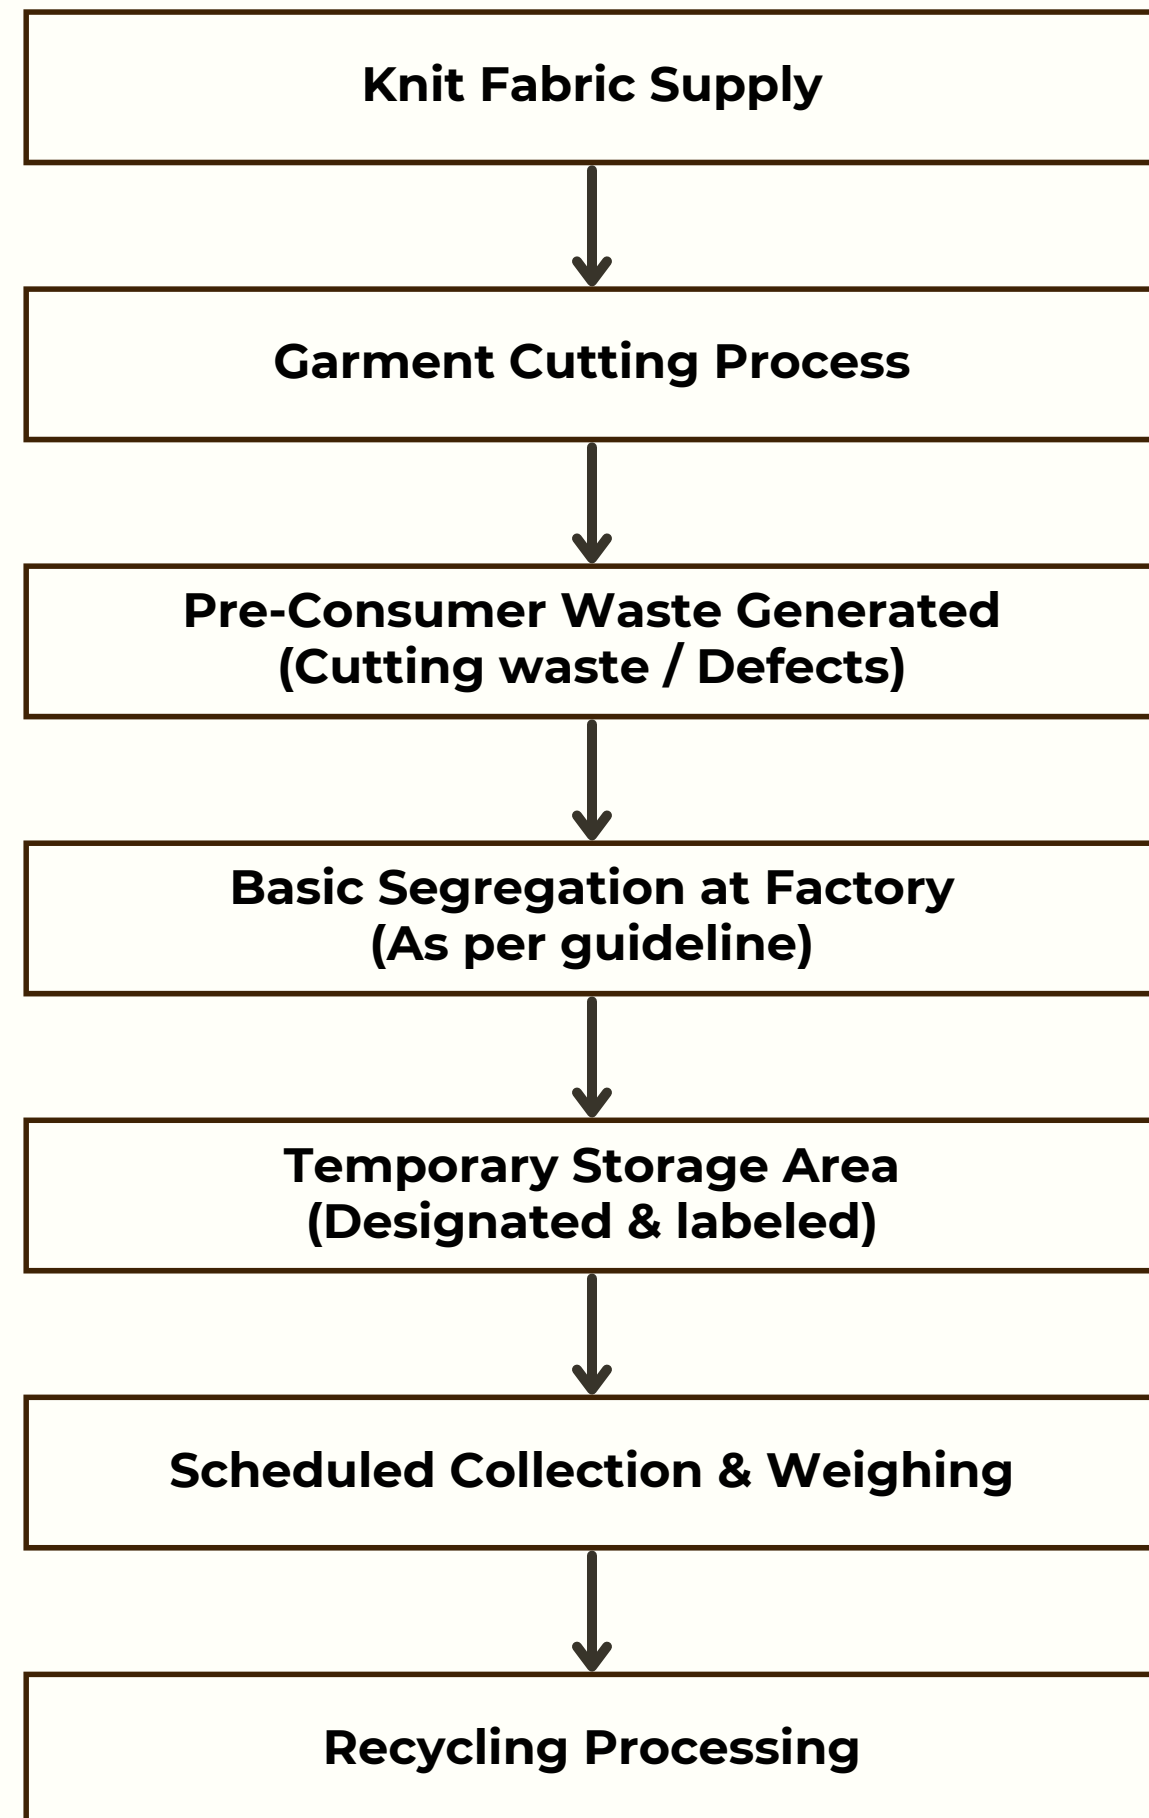 Knit Fabric Supply
Garment Cutting Process
Pre-Consumer Waste Generated
(Cutting waste / Defects)
Basic Segregation at Factory
(As per guideline)
Temporary Storage Area
(Designated & labeled)
Scheduled Collection & Weighing
Recycling Processing